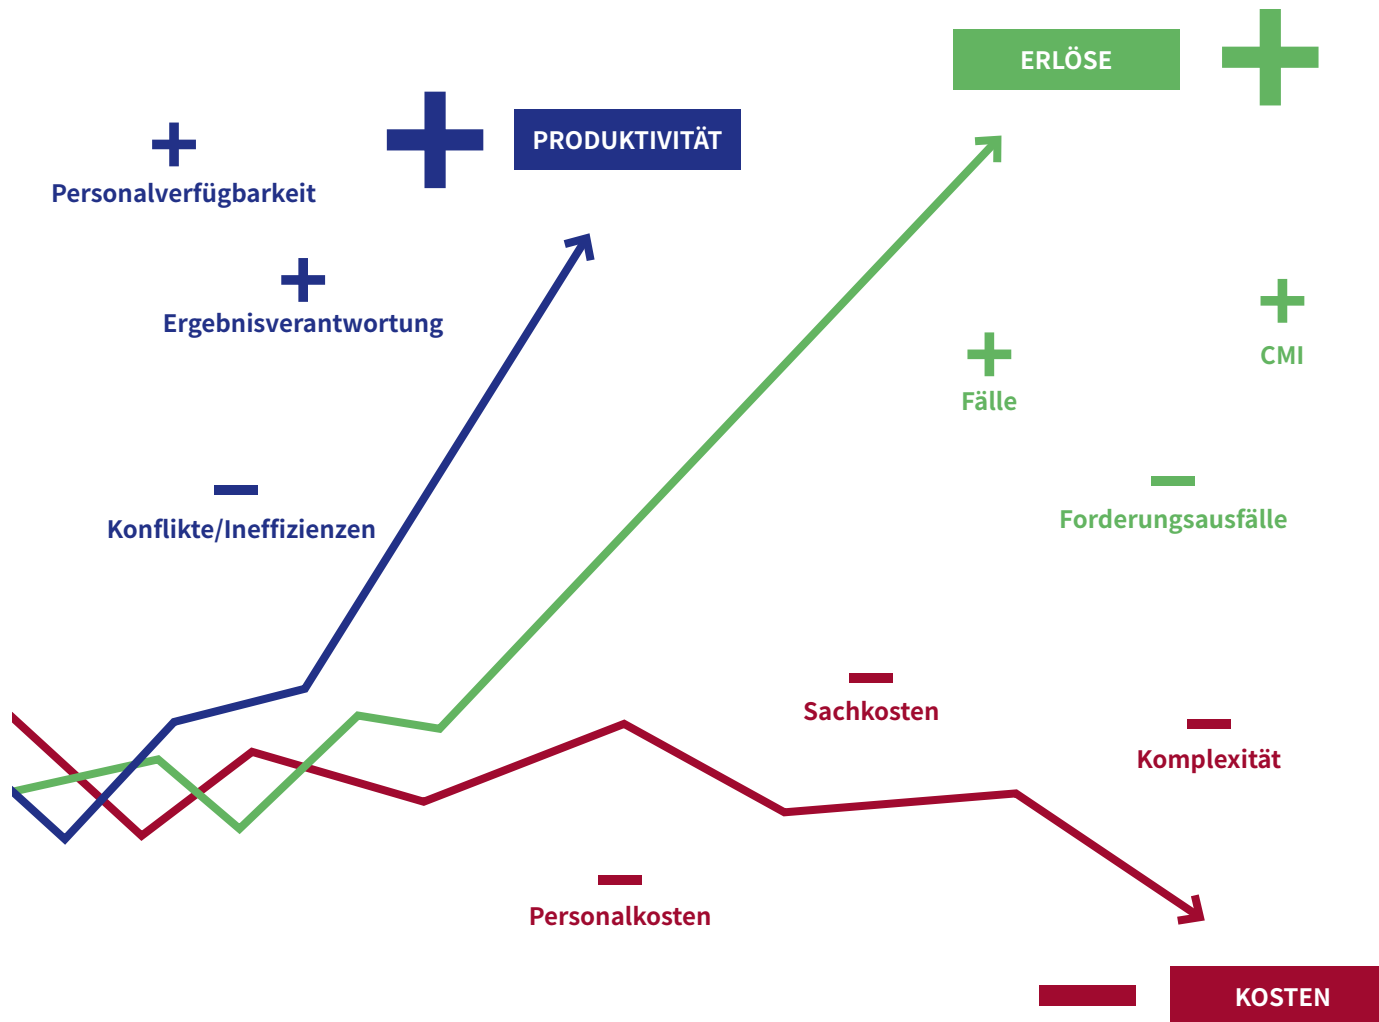 ERLÖSE
PRODUKTIVITÄT
Personalverfügbarkeit
Ergebnisverantwortung
CMI
Fälle
Konflikte/Ineffizienzen
Forderungsausfälle
Sachkosten
Komplexität
Personalkosten
KOSTEN